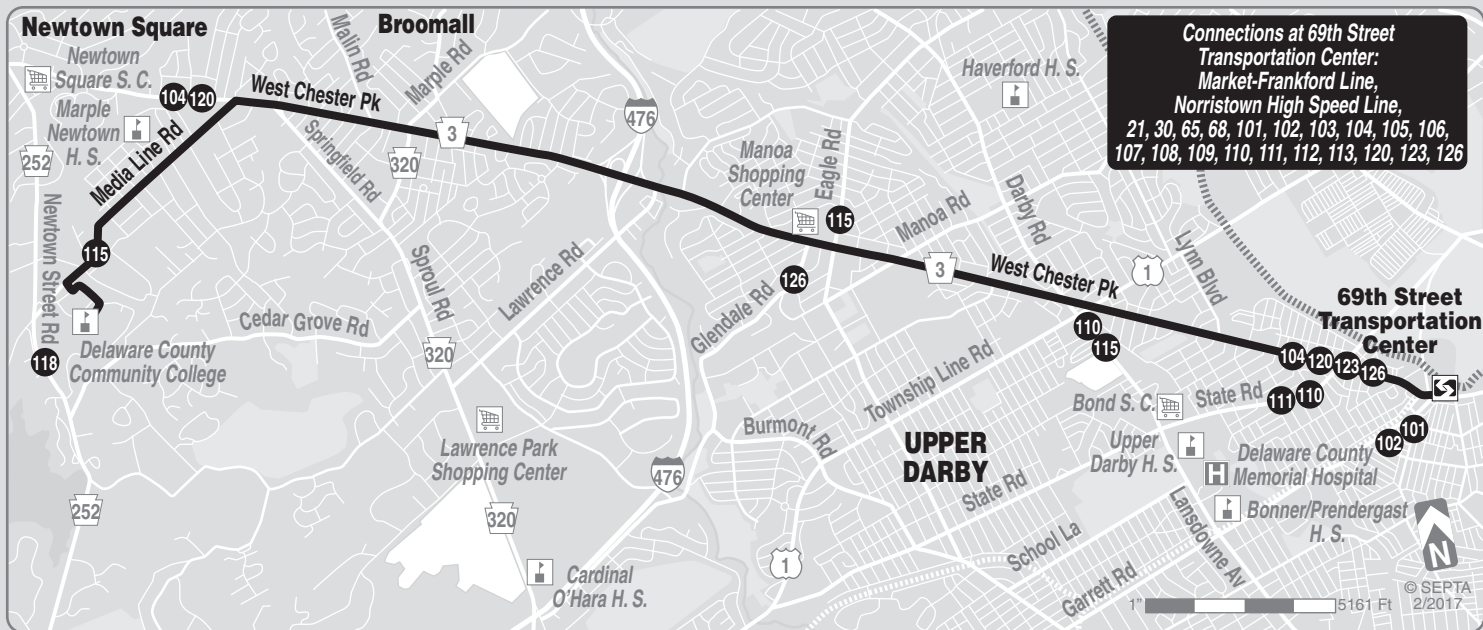 Newtown Square
Broomall
Newtown
Square S. C.
Marple
Newtown
H. S.
104
120
252
Media Line Rd
West Chester Pk
Malin Rd
Marple Rd
3
320
Springfield Rd
476
Newtown Street Rd
115
118
Delaware County
Community College
Cedar Grove Rd
Sproul Rd
320
Lawrence Rd
Lawrence Park
Shopping Center
320
476
252
Cardinal
O'Hara H. S.
Manoa
Shopping
Center
Eagle Rd
115
126
Glendale Rd
Manoa Rd
Haverford H. S.
Darby Rd
3
West Chester Pk
1
Lynn Blvd
Connections at 69th Street
Transportation Center:
Market-Frankford Line,
Norristown High Speed Line,
21, 30, 65, 68, 101, 102, 103, 104, 105, 106,
107, 108, 109, 110, 111, 112, 113, 120, 123, 126
69th Street
Transportation
Center
110
115
104
120
123
126
Township Line Rd
Burmont Rd
Bond S. C.
State Rd
111
110
101
102
UPPER
DARBY
Upper
Darby H. S.
H
Delaware County
Memorial Hospital
State Rd
Bonner/Prendergast
H. S.
School La
Lansdowne Av
Garrett Rd
1
N
1"
5161 Ft
© SEPTA
2/2017